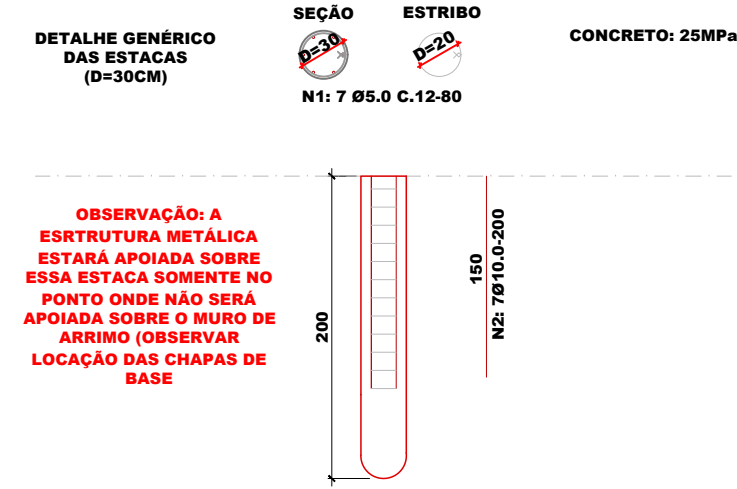 DETALHE GENÉRICO
DAS ESTACAS
(D=30CM)
SEÇÃO
D=30
ESTRIBO
D=20
N1: 7 Ø5.0 C.12-80
CONCRETO: 25MPa
OBSERVAÇÃO: A
ESRTRUTURA METÁLICA
ESTARÁ APOIADA SOBRE
ESSA ESTACA SOMENTE NO
PONTO ONDE NÃO SERÁ
APOIADA SOBRE O MURO DE
ARRIMO (OBSERVAR
LOCAÇÃO DAS CHAPAS DE
BASE
200
150
N2: 7Ø10.0-200